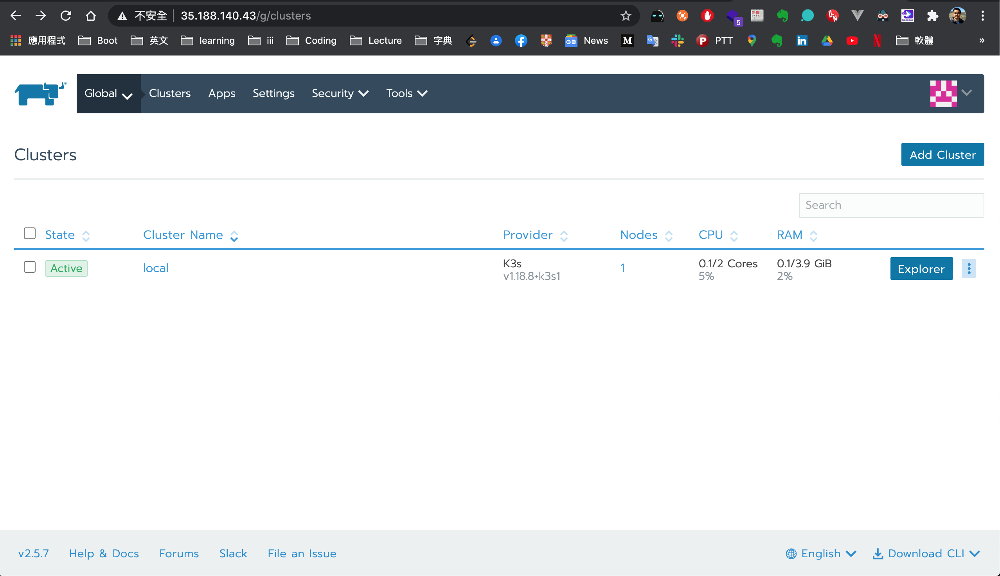 不安全 35.188.140.43/g/clusters
5
應用程式 Boot 英文 learning iii Coding Lecture 字典 News PTT 軟體 »
Global Clusters Apps Settings Security Tools
Clusters
Add Cluster
Search
State Cluster Name Provider Nodes CPU RAM
Active local K3s 1 0.1/2 Cores 0.1/3.9 GiB Explorer
v1.18.8+k3s1 5% 2%
v2.5.7 Help & Docs Forums Slack File an Issue English Download CLI